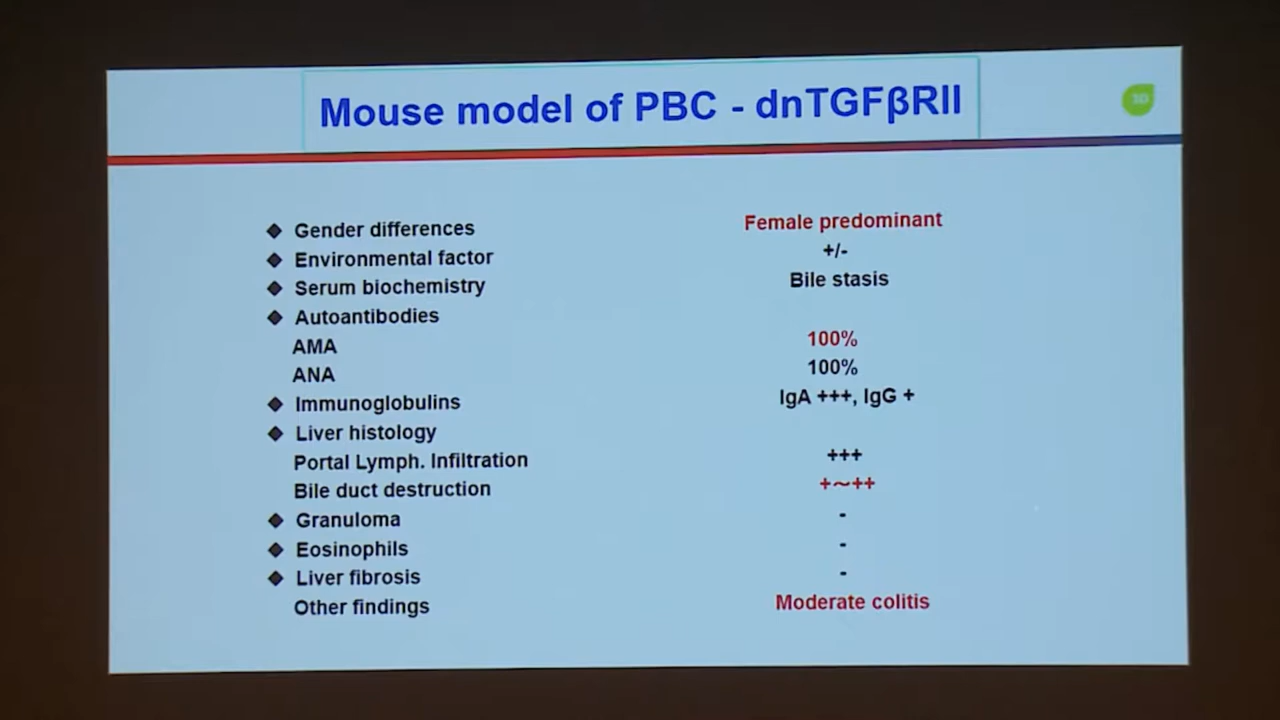 Mouse model of PBC - dnTGFβRII
30
◆ Gender differences Female predominant
◆ Environmental factor +/-
◆ Serum biochemistry Bile stasis
◆ Autoantibodies
AMA 100%
ANA 100%
◆ Immunoglobulins IgA +++, IgG +
◆ Liver histology
Portal Lymph. Infiltration +++
Bile duct destruction +~++
◆ Granuloma -
◆ Eosinophils -
◆ Liver fibrosis -
Other findings Moderate colitis